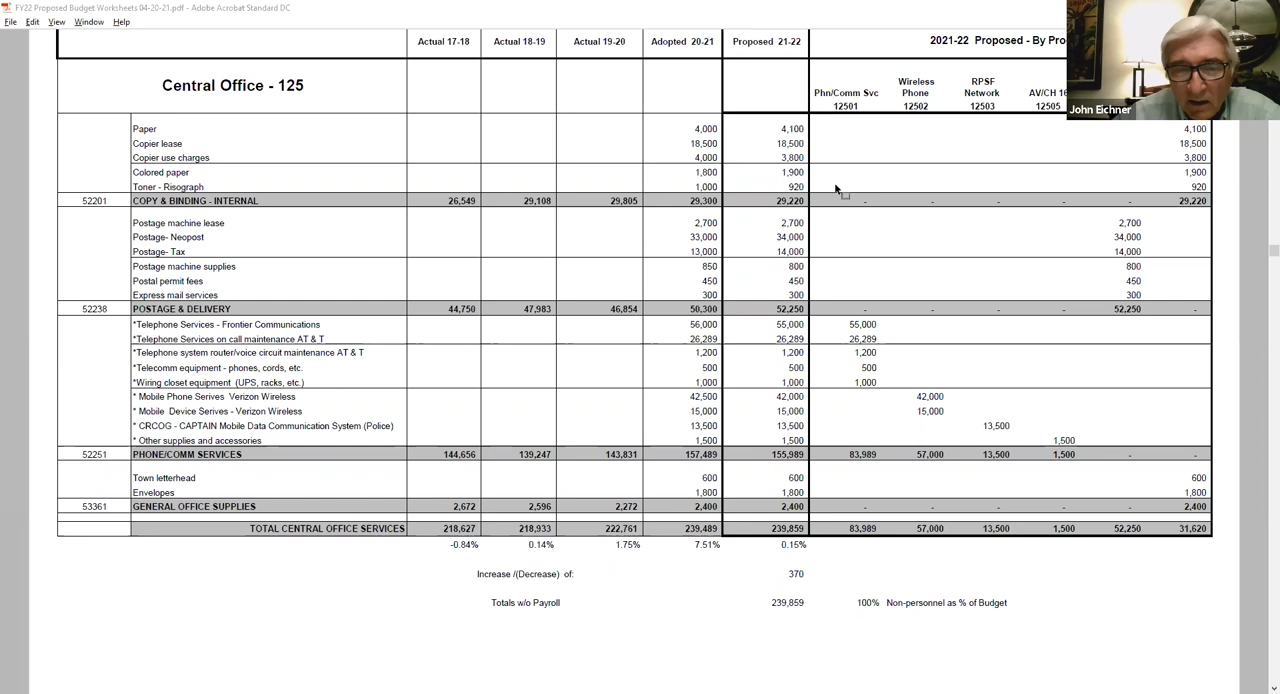 FY22 Proposed Budget Worksheets 04-20-21.pdf - Adobe Acrobat Standard DC
File Edit View Window Help
Actual 17-18 Actual 18-19 Actual 19-20 Adopted 20-21 Proposed 21-22 2021-22 Proposed - By Pro
Central Office - 125
Phn/Comm Svc 12501
Wireless Phone 12502
RPSF Network 12503
AV/CH 16 12505
John Eichner
Paper 4,000 4,100 4,100
Copier lease 18,500 18,500 18,500
Copier use charges 4,000 3,800 3,800
Colored paper 1,800 1,900 1,900
Toner - Risograph 1,000 920 920
52201 COPY & BINDING - INTERNAL 26,549 29,108 29,805 29,300 29,220 - - - - - 29,220
Postage machine lease 2,700 2,700 2,700
Postage- Neopost 33,000 34,000 34,000
Postage- Tax 13,000 14,000 14,000
Postage machine supplies 850 800 800
Postal permit fees 450 450 450
Express mail services 300 300 300
52238 POSTAGE & DELIVERY 44,750 47,983 46,854 50,300 52,250 - - - - 52,250 -
*Telephone Services - Frontier Communications 56,000 55,000 55,000
*Telephone Services on call maintenance AT & T 26,289 26,289 26,289
*Telephone system router/voice circuit maintenance AT & T 1,200 1,200 1,200
*Telecomm equipment - phones, cords, etc. 500 500 500
*Wiring closet equipment (UPS, racks, etc.) 1,000 1,000 1,000
* Mobile Phone Serives Verizon Wireless 42,500 42,000 42,000
* Mobile Device Serives - Verizon Wireless 15,000 15,000 15,000
* CRCOG - CAPTAIN Mobile Data Communication System (Police) 13,500 13,500 13,500
* Other supplies and accessories 1,500 1,500 1,500
52251 PHONE/COMM SERVICES 144,656 139,247 143,831 157,489 155,989 83,989 57,000 13,500 1,500 - -
Town letterhead 600 600 600
Envelopes 1,800 1,800 1,800
53361 GENERAL OFFICE SUPPLIES 2,672 2,596 2,272 2,400 2,400 - - - - - 2,400
TOTAL CENTRAL OFFICE SERVICES 218,627 218,933 222,761 239,489 239,859 83,989 57,000 13,500 1,500 52,250 31,620
-0.84% 0.14% 1.75% 7.51% 0.15%
Increase /(Decrease) of: 370
Totals w/o Payroll 239,859 100% Non-personnel as % of Budget